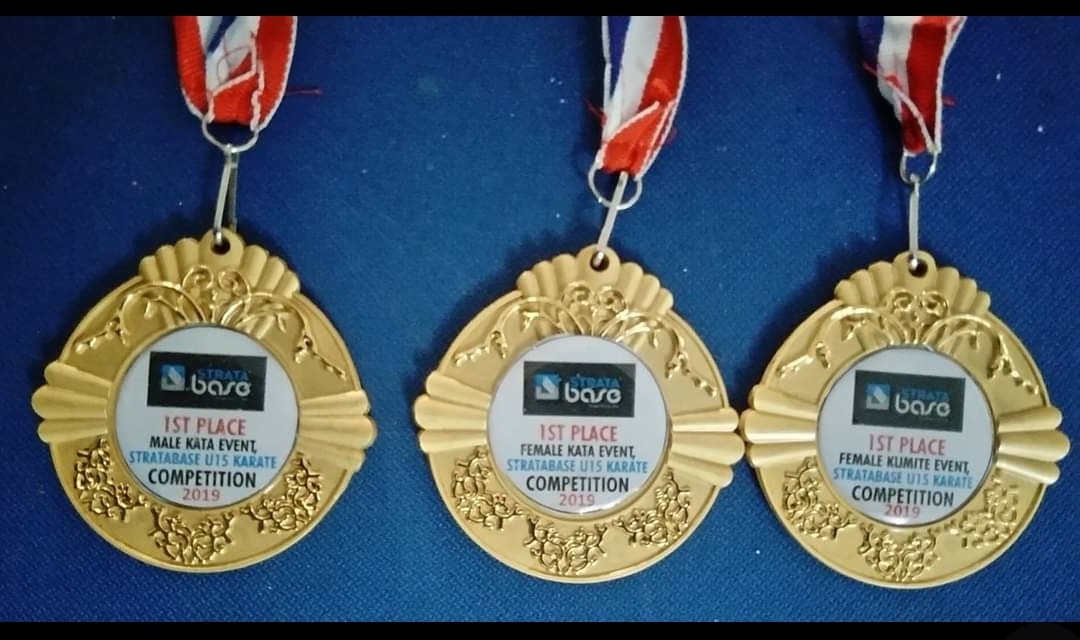 STRATA
base
1ST PLACE
MALE KATA EVENT,
STRATABASE U15 KARATE
COMPETITION
2019
STRATA
base
1ST PLACE
FEMALE KATA EVENT,
STRATABASE U15 KARATE
COMPETITION
2019
STRATA
base
1ST PLACE
FEMALE KUMITE EVENT,
STRATABASE U15 KARATE
COMPETITION
2019